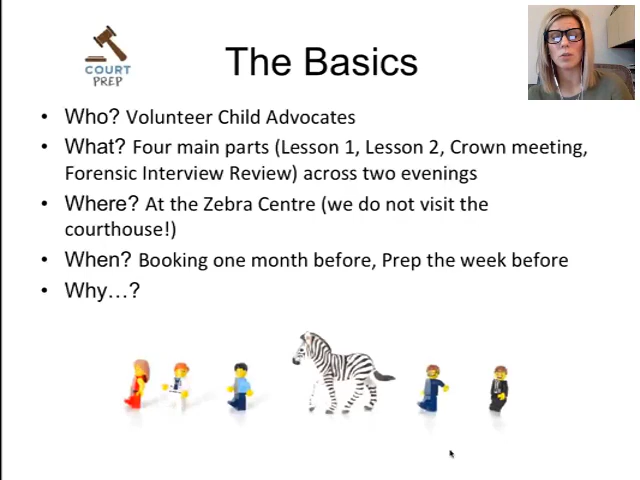 COURT
PREP
The Basics
• Who? Volunteer Child Advocates
• What? Four main parts (Lesson 1, Lesson 2, Crown meeting,
Forensic Interview Review) across two evenings
• Where? At the Zebra Centre (we do not visit the
courthouse!)
• When? Booking one month before, Prep the week before
• Why…?